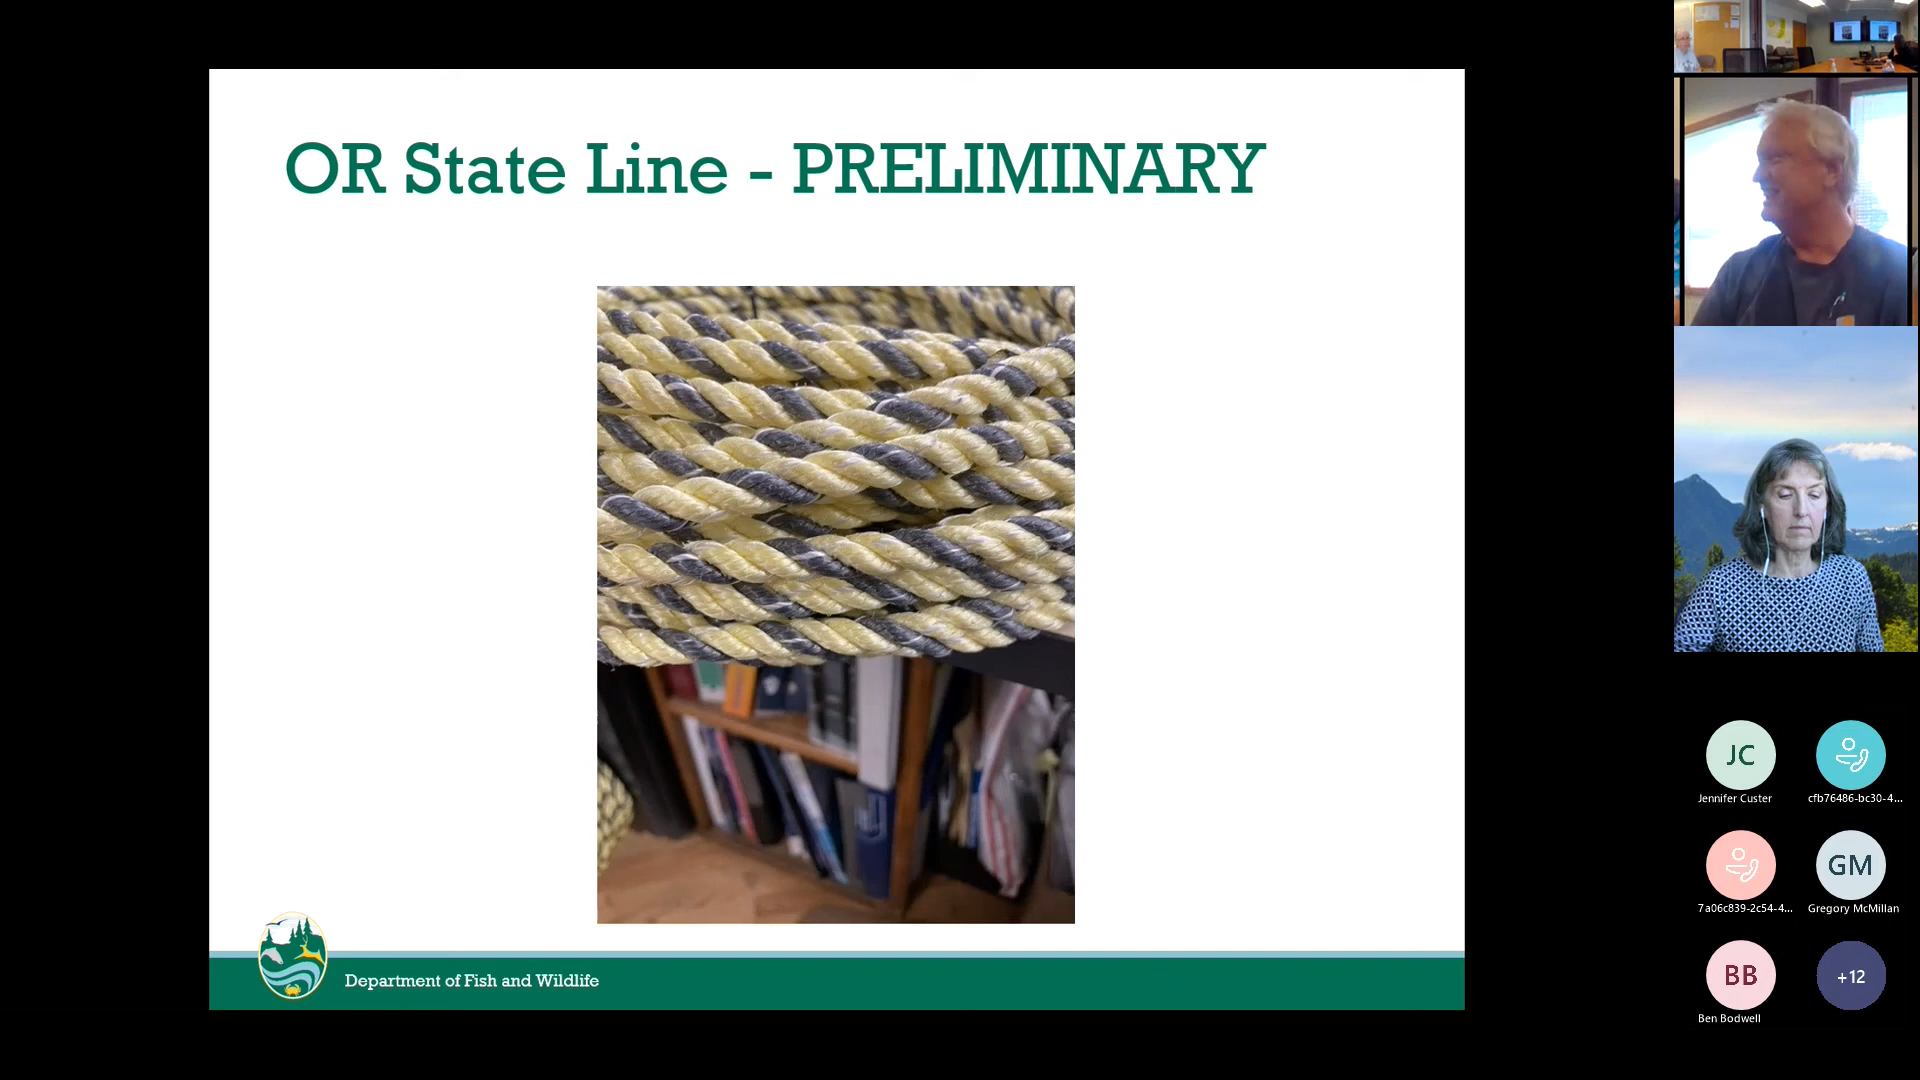 OR State Line - PRELIMINARY
Department of Fish and Wildlife
JC
Jennifer Custer
cfb76486-bc30-4...
7a06c839-2c54-4...
GM
Gregory McMillan
BB
Ben Bodwell
+12